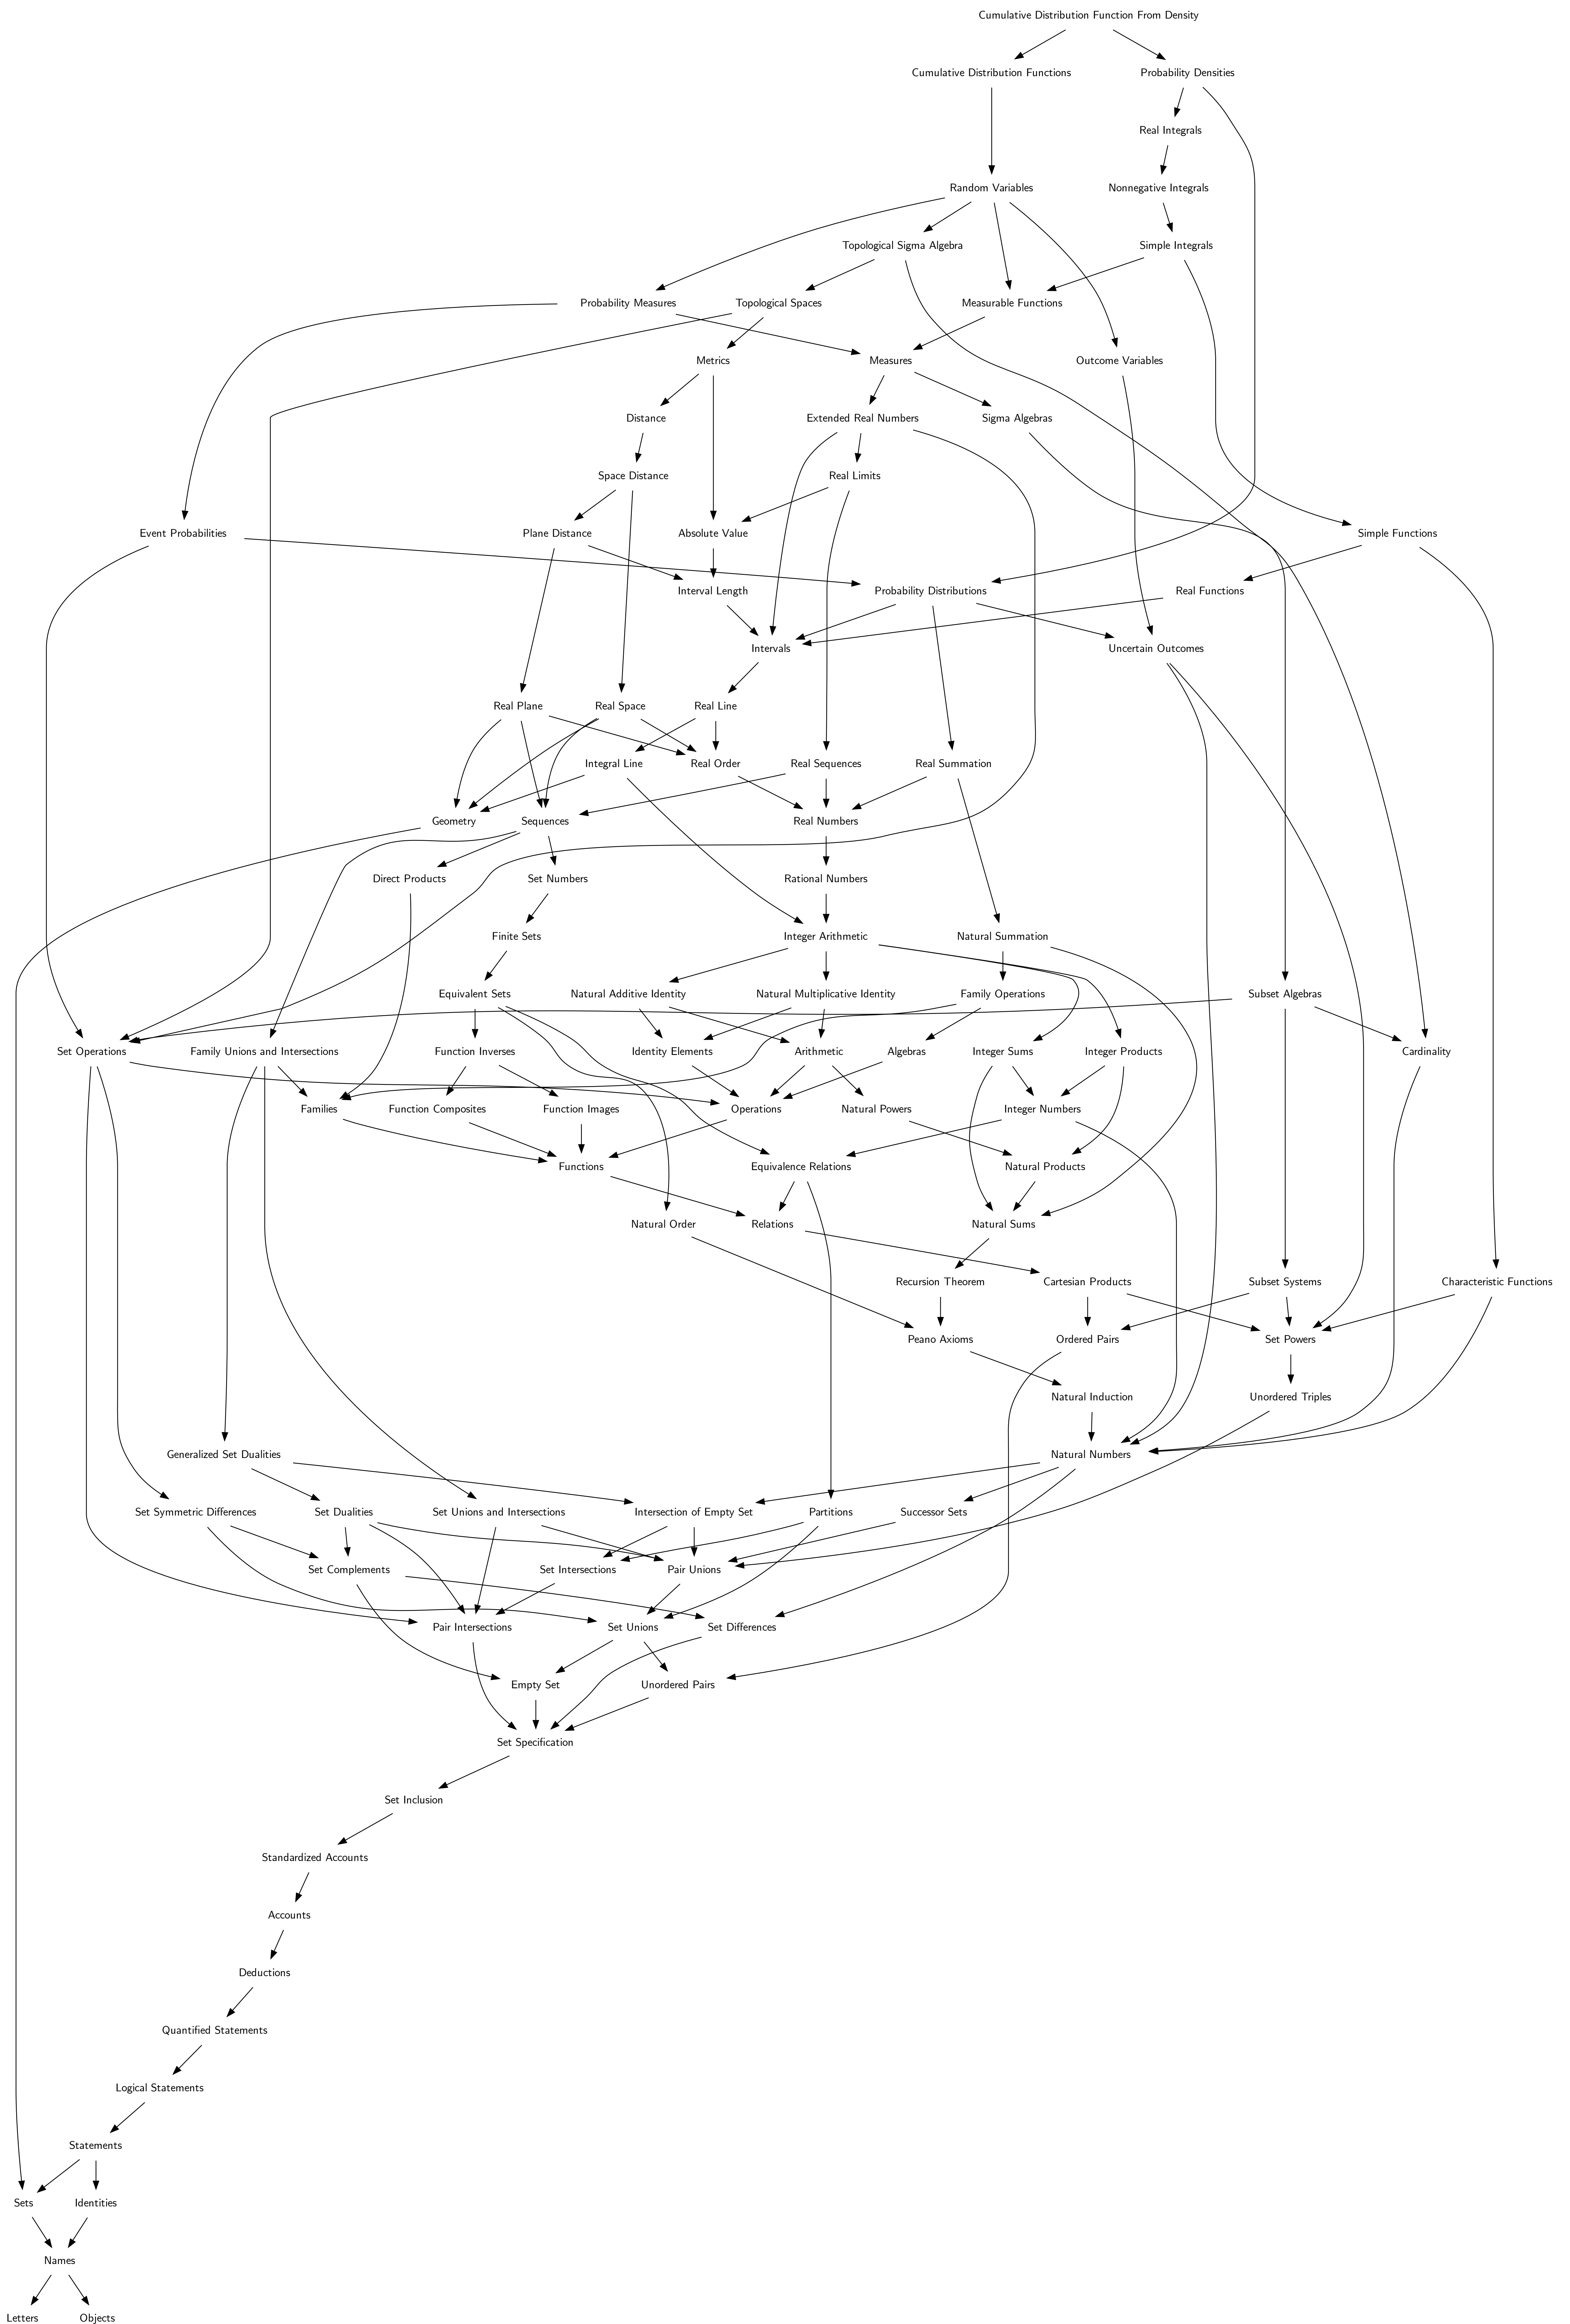 Cumulative Distribution Function From Density
Cumulative Distribution Functions
Probability Densities
Real Integrals
Random Variables
Nonnegative Integrals
Topological Sigma Algebra
Simple Integrals
Probability Measures
Topological Spaces
Measurable Functions
Metrics
Measures
Outcome Variables
Distance
Extended Real Numbers
Sigma Algebras
Space Distance
Real Limits
Event Probabilities
Plane Distance
Absolute Value
Simple Functions
Interval Length
Probability Distributions
Real Functions
Intervals
Uncertain Outcomes
Real Plane
Real Space
Real Line
Integral Line
Real Order
Real Sequences
Real Summation
Geometry
Sequences
Real Numbers
Direct Products
Set Numbers
Rational Numbers
Finite Sets
Integer Arithmetic
Natural Summation
Equivalent Sets
Natural Additive Identity
Natural Multiplicative Identity
Family Operations
Subset Algebras
Set Operations
Family Unions and Intersections
Function Inverses
Identity Elements
Arithmetic
Algebras
Integer Sums
Integer Products
Cardinality
Families
Function Composites
Function Images
Operations
Natural Powers
Integer Numbers
Functions
Equivalence Relations
Natural Products
Natural Order
Relations
Natural Sums
Recursion Theorem
Cartesian Products
Subset Systems
Characteristic Functions
Peano Axioms
Ordered Pairs
Set Powers
Natural Induction
Unordered Triples
Generalized Set Dualities
Natural Numbers
Set Symmetric Differences
Set Dualities
Set Unions and Intersections
Intersection of Empty Set
Partitions
Successor Sets
Set Complements
Set Intersections
Pair Unions
Pair Intersections
Set Unions
Set Differences
Empty Set
Unordered Pairs
Set Specification
Set Inclusion
Standardized Accounts
Accounts
Deductions
Quantified Statements
Logical Statements
Statements
Sets
Identities
Names
Letters
Objects